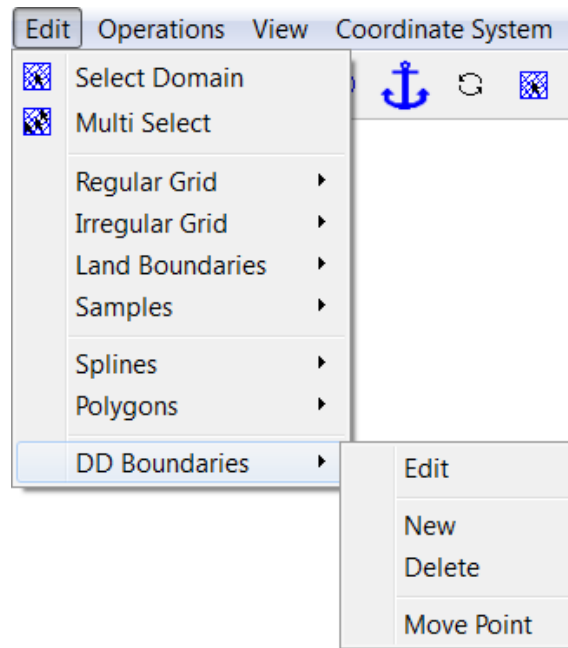 Edit Operations View Coordinate System
Select Domain
Multi Select
Regular Grid
Irregular Grid
Land Boundaries
Samples
Splines
Polygons
DD Boundaries
Edit
New
Delete
Move Point